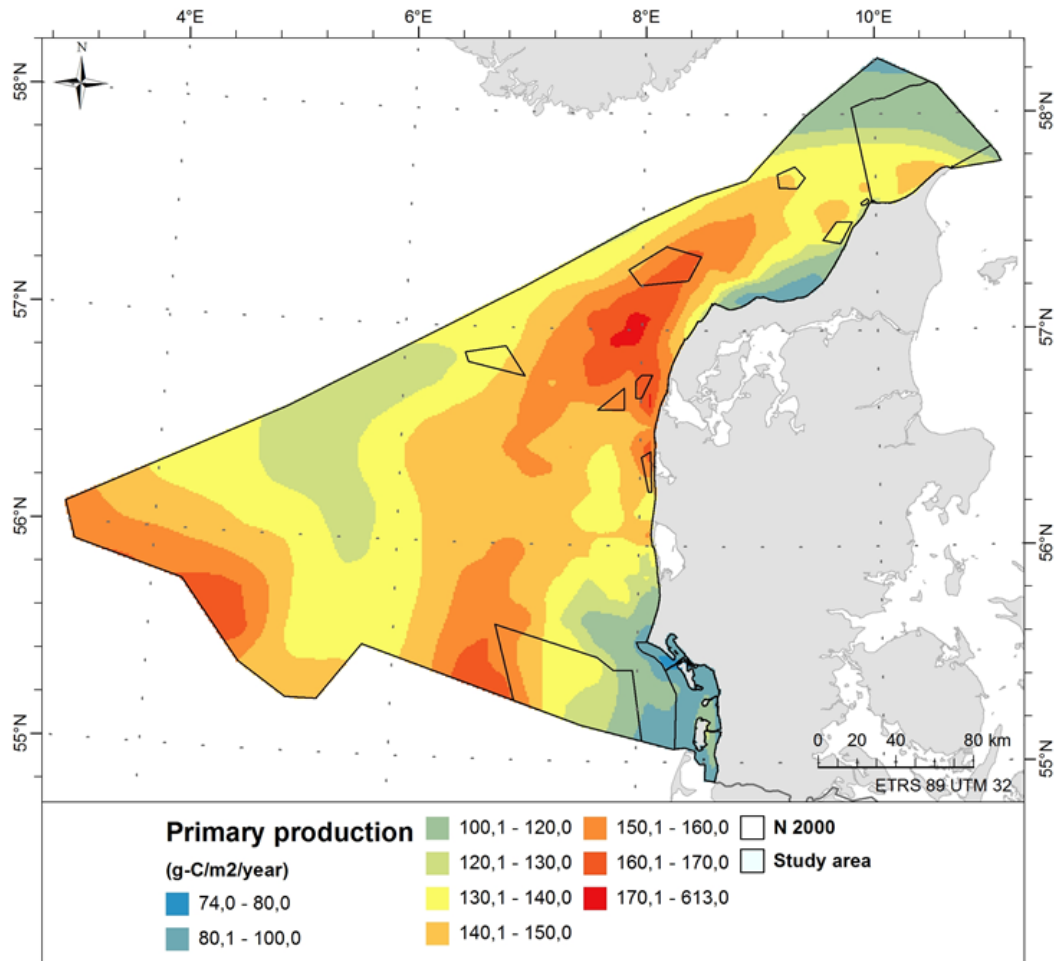 4°E 6°E 8°E 10°E
N
58°N 58°N
57°N 57°N
56°N 56°N
55°N 55°N
0 20 40 80 km
ETRS 89 UTM 32
Primary production
(g-C/m2/year)
74,0 - 80,0
80,1 - 100,0
100,1 - 120,0
120,1 - 130,0
130,1 - 140,0
140,1 - 150,0
150,1 - 160,0
160,1 - 170,0
170,1 - 613,0
N 2000
Study area